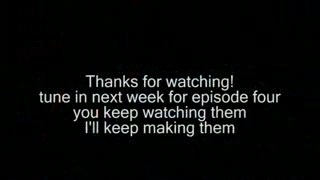 Thanks for watching!
tune in next week for episode four
you keep watching them
I'll keep making them